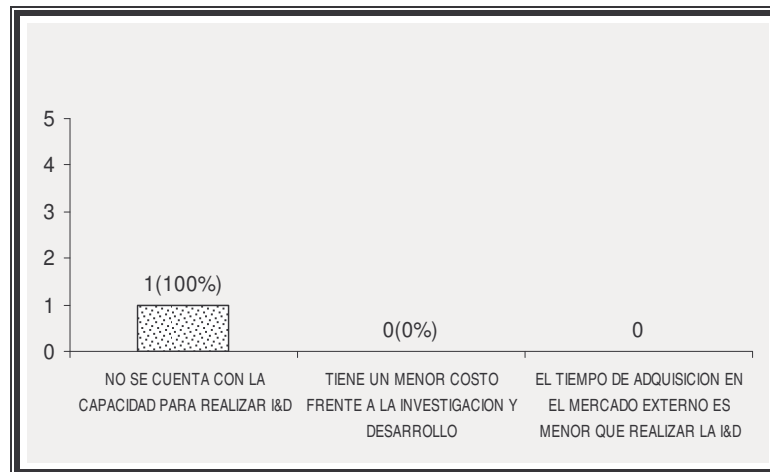 5
4
3
2
1
0
1(100%)
0(0%)
0
NO SE CUENTA CON LA
CAPACIDAD PARA REALIZAR I&D
TIENE UN MENOR COSTO
FRENTE A LA INVESTIGACION Y
DESARROLLO
EL TIEMPO DE ADQUISICION EN
EL MERCADO EXTERNO ES
MENOR QUE REALIZAR LA I&D